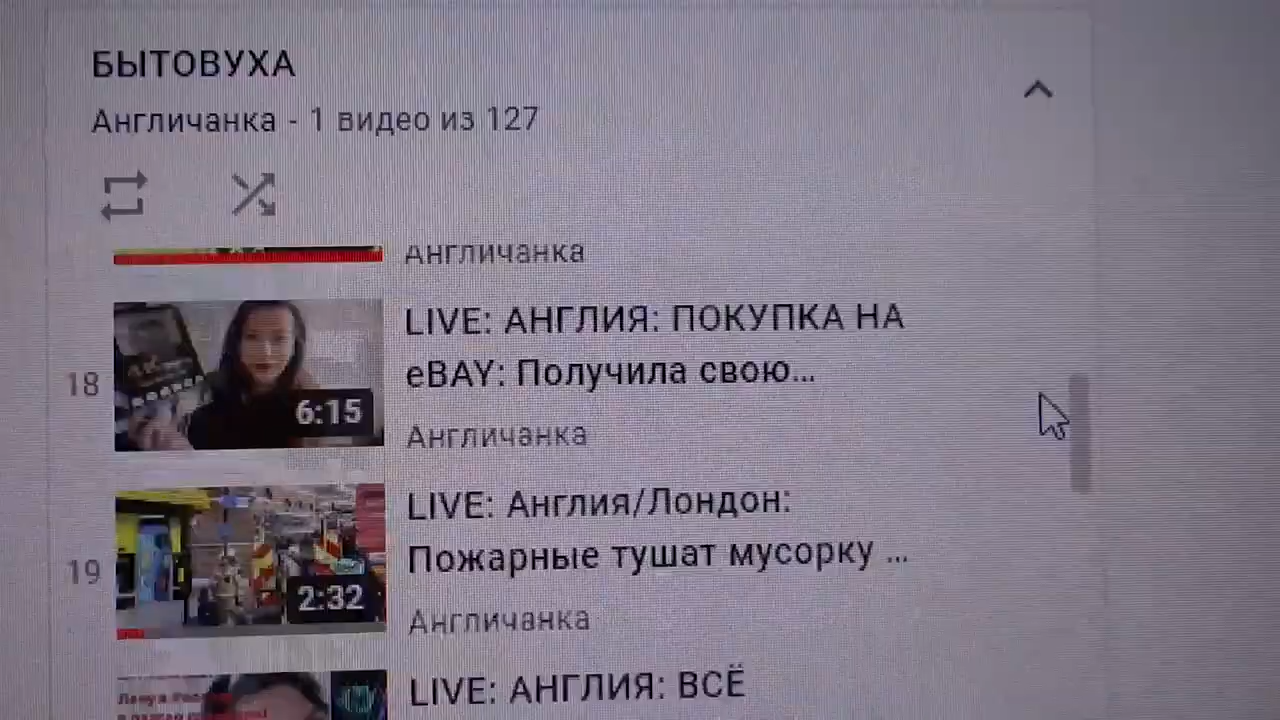 БЫТОВУХА
Англичанка - 1 видео из 127
Англичанка
18
6:15
LIVE: АНГЛИЯ: ПОКУПКА НА
eBAY: Получила свою...
Англичанка
19
2:32
LIVE: Англия/Лондон:
Пожарные тушат мусорку ...
Англичанка
LIVE: АНГЛИЯ: ВСЁ